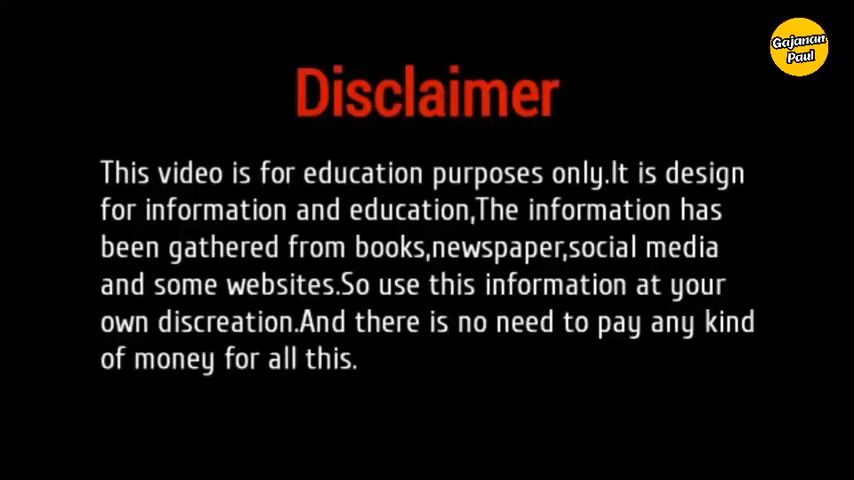 Gajanan
Paul
Disclaimer
This video is for education purposes only.It is design
for information and education,The information has
been gathered from books,newspaper,social media
and some websites.So use this information at your
own discreation.And there is no need to pay any kind
of money for all this.